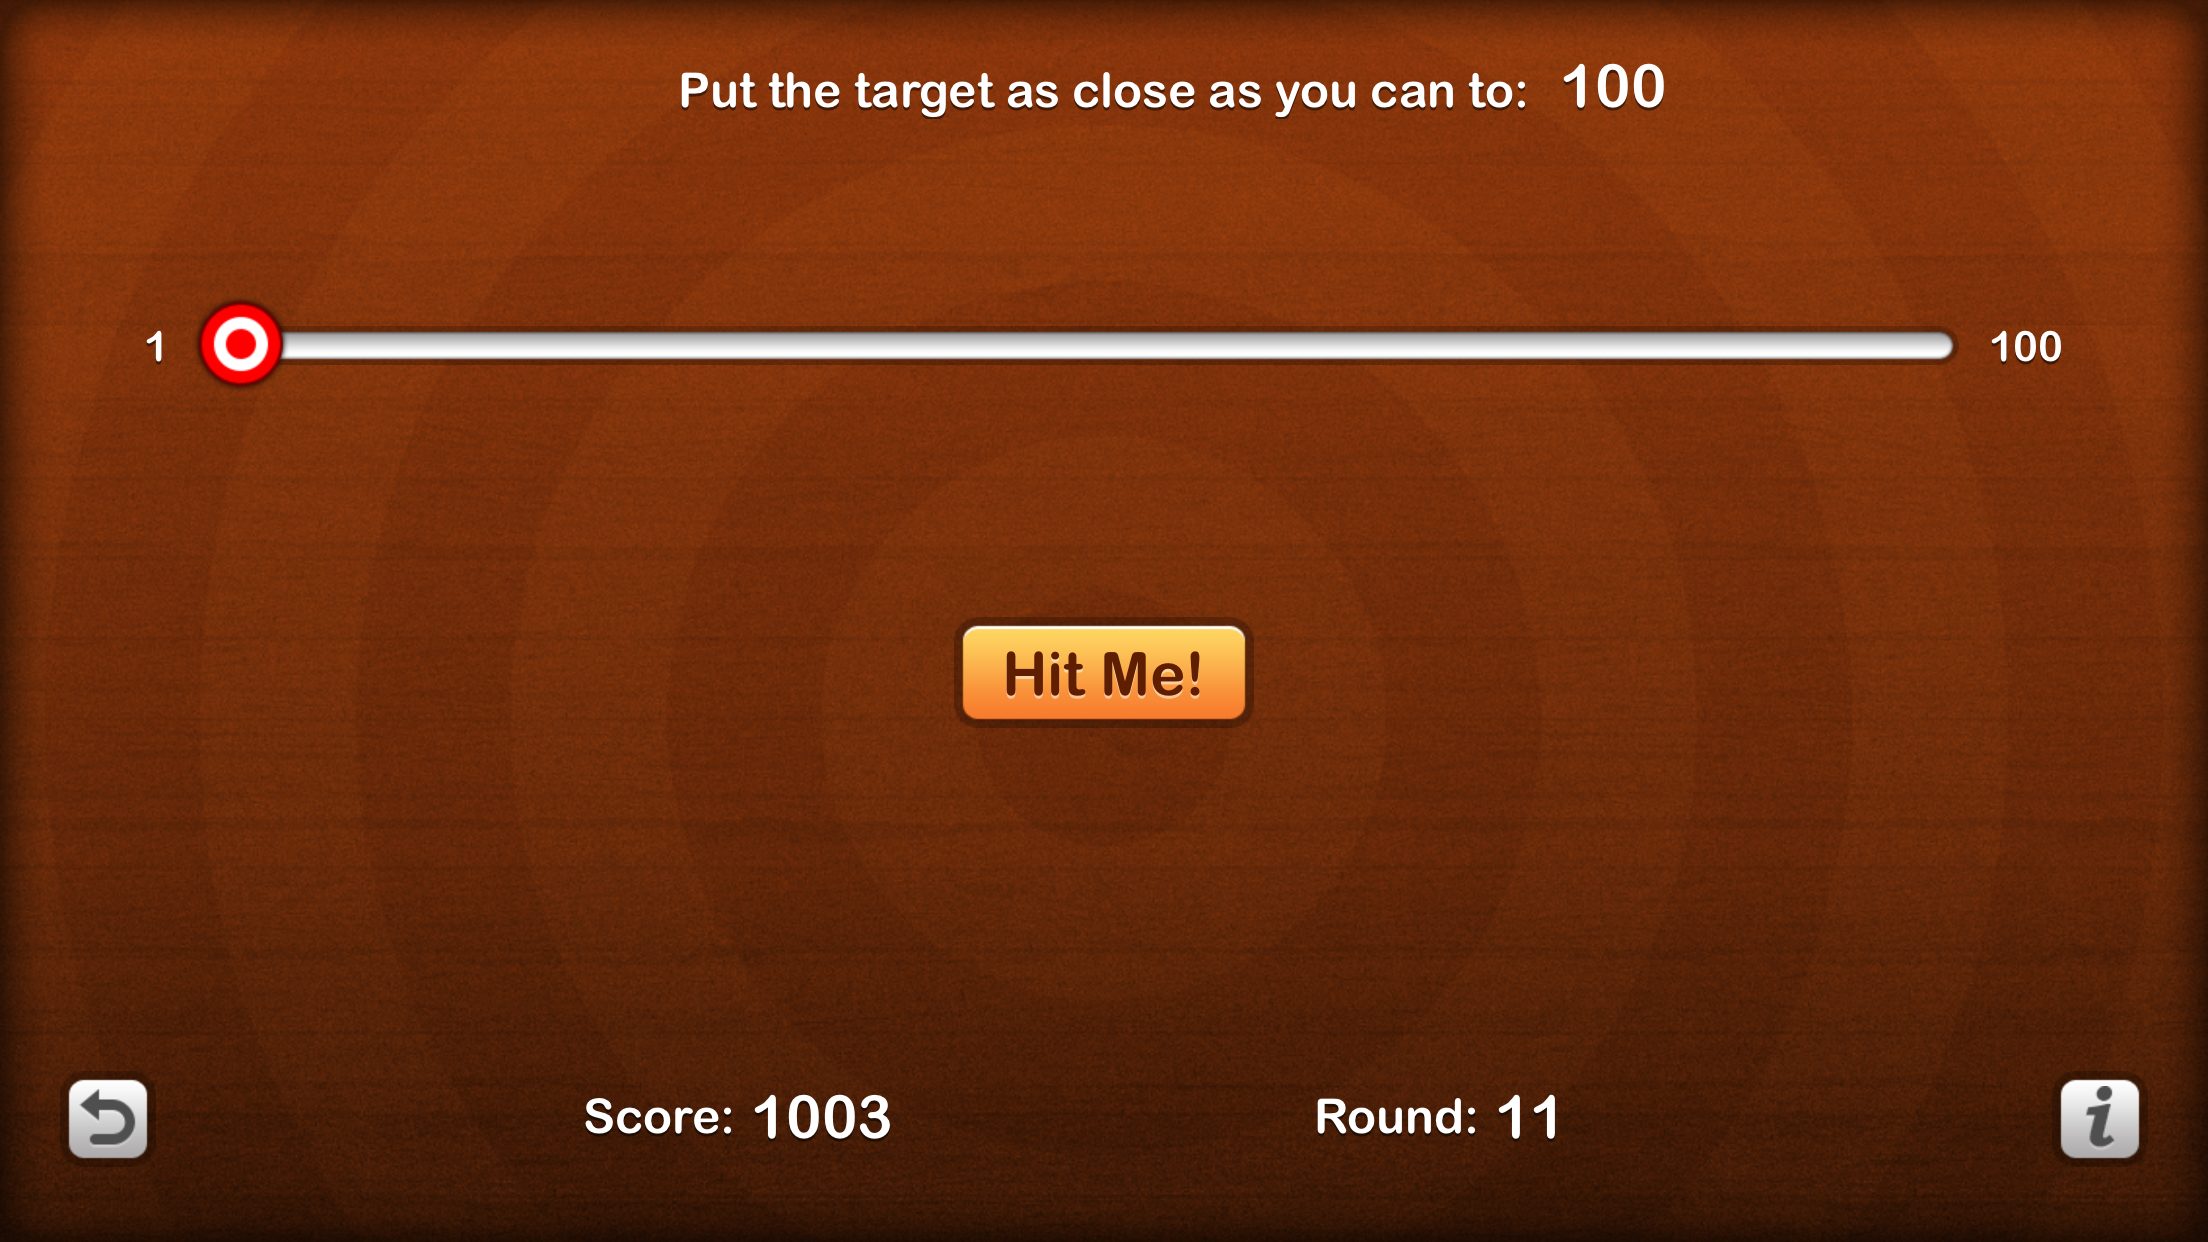 Put the target as close as you can to: 100
1 100
Hit Me!
Score: 1003 Round: 11
i